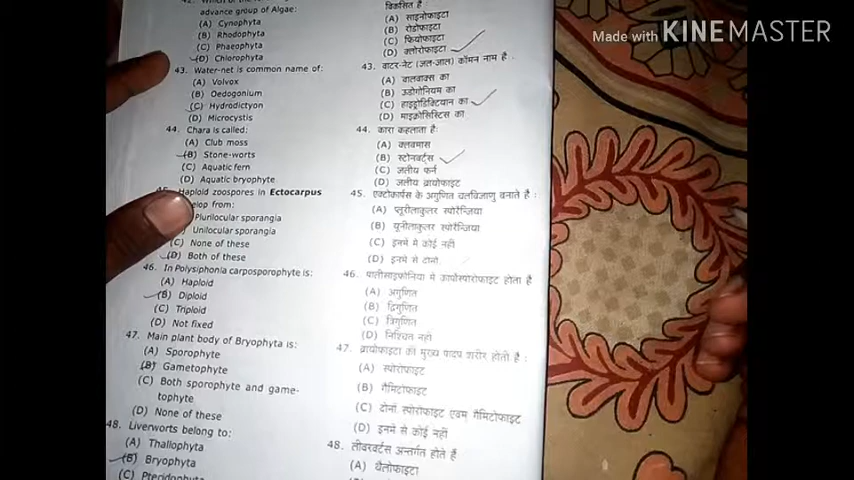 advance group of Algae:
(A) Cynophyta
(B) Rhodophyta
(C) Phaeophyta
(D) Chlorophyta
43. Water-net is common name of:
(A) Volvox
(B) Oedogonium
(C) Hydrodictyon
(D) Microcystis
44. Chara is called:
(A) Club moss
(B) Stone-worts
(C) Aquatic fern
(D) Aquatic bryophyte
Haploid zoospores in Ectocarpus
from:
Plurilocular sporangia
Unilocular sporangia
(C) None of these
(D) Both of these
46. In Polysiphonia carposporophyte is:
(A) Haploid
(B) Diploid
(C) Triploid
(D) Not fixed
47. Main plant body of Bryophyta is:
(A) Sporophyte
(B) Gametophyte
(C) Both sporophyte and game-
tophyte
(D) None of these
48. Liverworts belong to:
(A) Thallophyta
(B) Bryophyta
(C) Pteridophyta
विकसित है
(A) साइनोफाइटा
(B) रोडोफाइटा
(C) फियोफाइटा
(D) क्लोरोफाइटा
43. वाटर-नेट (जल-जाल) कॉमन नाम है :
(A) वालवाक्स का
(B) उडोगोनियम का
(C) हाइड्रोडिक्टियान का
(D) माइक्रोसिस्टिस का
44. कारा कहलाता है:
(A) क्लबमास
(B) स्टोनवर्ट्स
(C) जलीय फर्न
(D) जलीय ब्रायोफाइट
45. एक्टोकार्पस के अगुणित चलबिजाणु बनाते है :
(A) प्लूरीलाकुलर स्पोरैन्जिया
(B) यूनीलाकुलर स्पोरैन्जिया
(C) इनमे मे कोई नहीं
(D) इनमे से दोनो
46. पालीसाइफोनिया मे कार्पोस्पोरोफाइट होता है
(A) अगुणित
(B) द्विगुणित
(C) त्रिगुणित
(D) निश्चित नही
47. ब्रायोफाइटा की मुख्य पादप शरीर होती है :
(A) स्पोरोफाइट
(B) गैमिटोफाइट
(C) दोनो स्पोरोफाइट एवम् गैमिटोफाइट
(D) इनमे से कोई नहीं
48. लीवरवर्टस अन्तर्गत होते हैं
(A) थैलोफाइटा
Made with KINEMASTER